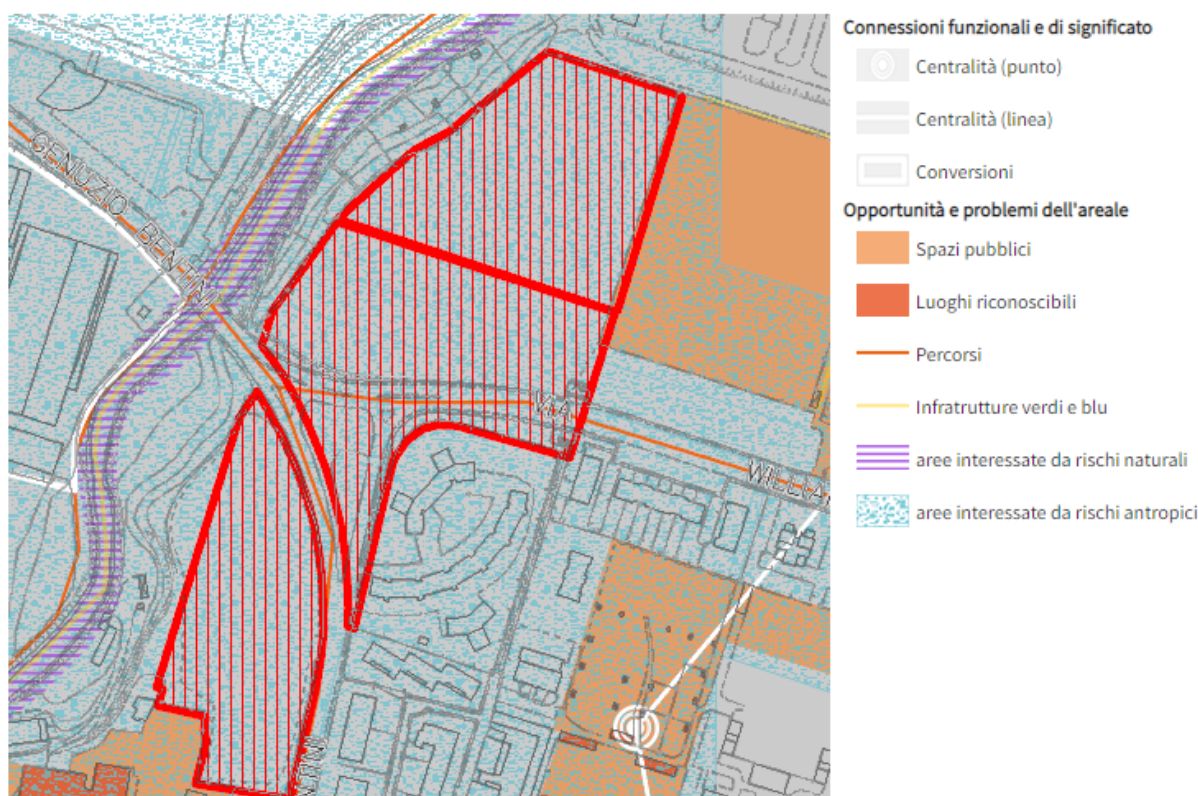 Connessioni funzionali e di significato
Centralità (punto)
Centralità (linea)
Conversioni
Opportunità e problemi dell'areale
Spazi pubblici
Luoghi riconoscibili
Percorsi
Infratrutture verdi e blu
aree interessate da rischi naturali
aree interessate da rischi antropici
GENUZIO BENTINI
VIA